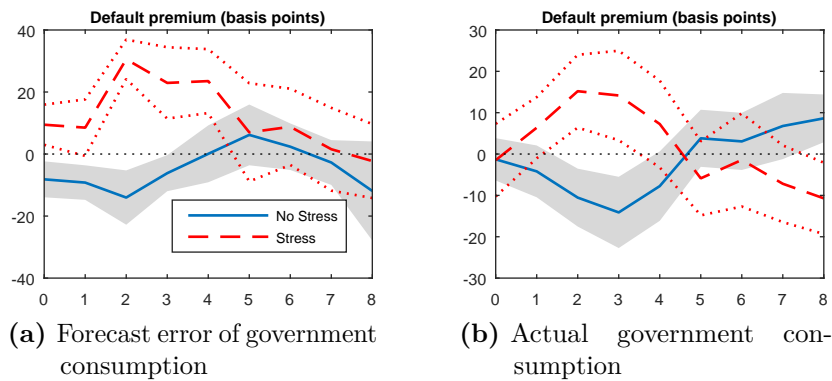 Default premium (basis points)
40
20
0
-20
-40
No Stress
Stress
0 1 2 3 4 5 6 7 8
(a) Forecast error of government
consumption
Default premium (basis points)
30
20
10
0
-10
-20
-30
0 1 2 3 4 5 6 7 8
(b) Actual government con-
sumption